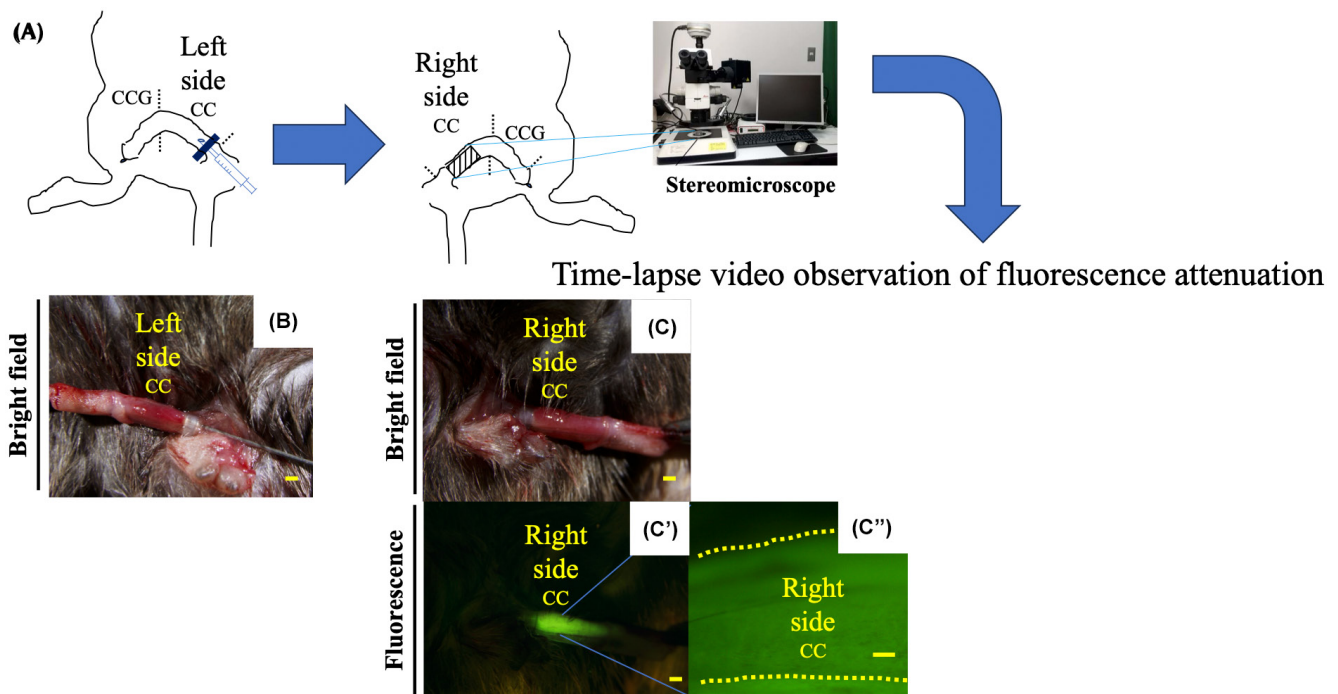 (A)
Left
side
CC
CCG
Right
side
CC
CCG
Stereomicroscope
Time-lapse video observation of fluorescence attenuation
Bright field
Left
side
CC
(B)
Bright field
Right
side
CC
(C)
Fluorescence
Right
side
CC
(C’)
Right
side
CC
(C”)